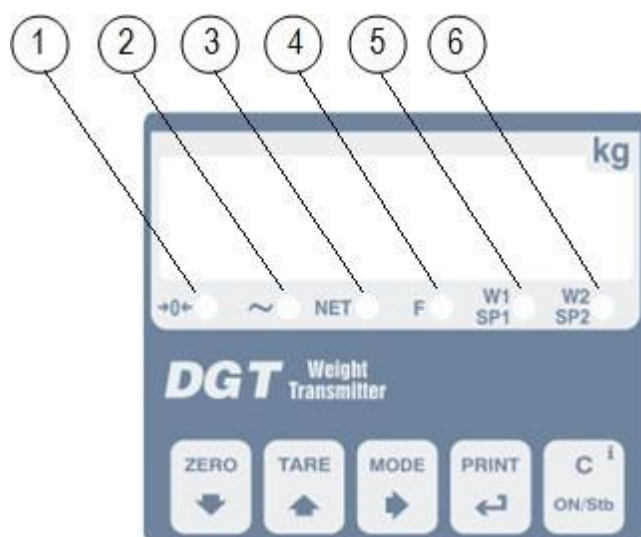 1 2 3 4 5 6
kg
→0← ~ NET F W1 SP1 W2 SP2
DGT Weight Transmitter
ZERO TARE MODE PRINT C i
ON/Stb